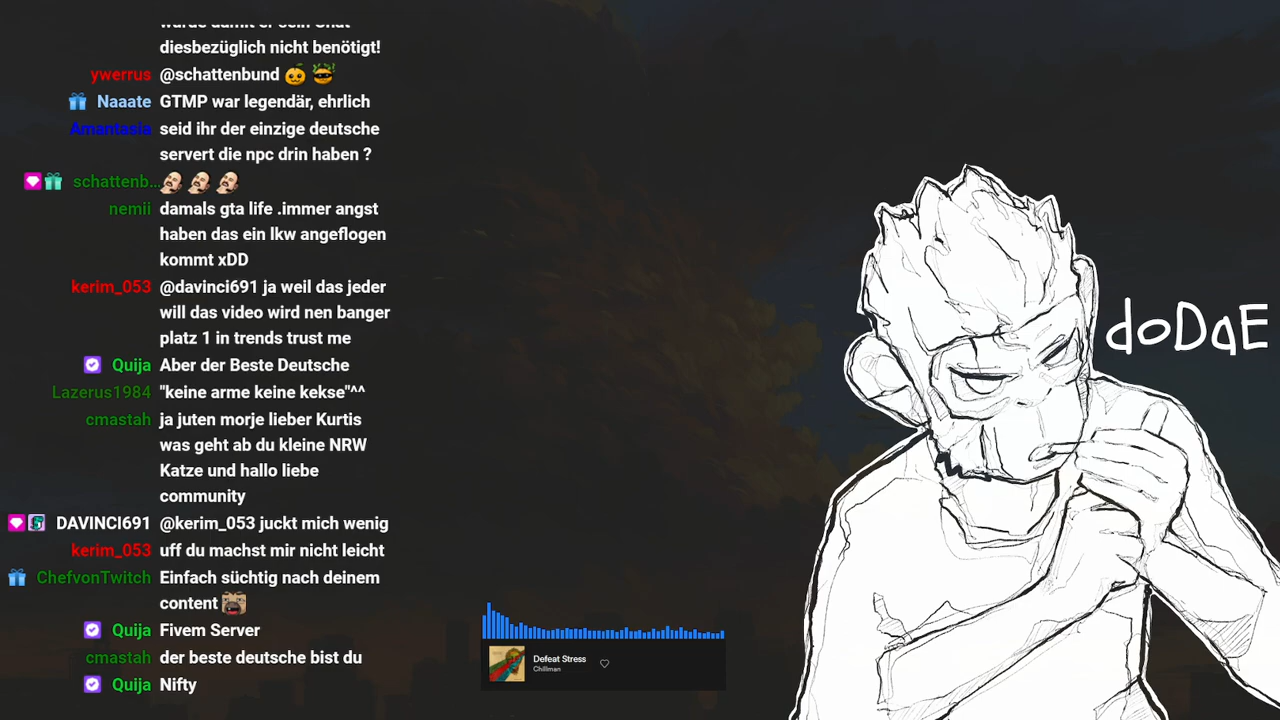 diesbezüglich nicht benötigt!
ywerrus @schattenbund
Naaate GTMP war legendär, ehrlich
Amantasia seid ihr der einzige deutsche
servert die npc drin haben ?
schattenb...
nemii damals gta life .immer angst
haben das ein lkw angeflogen
kommt xDD
kerim_053 @davinci691 ja weil das jeder
will das video wird nen banger
platz 1 in trends trust me
Quija Aber der Beste Deutsche
Lazerus1984 "keine arme keine kekse"^^
cmastah ja juten morje lieber Kurtis
was geht ab du kleine NRW
Katze und hallo liebe
community
DAVINCI691 @kerim_053 juckt mich wenig
kerim_053 uff du machst mir nicht leicht
ChefvonTwitch Einfach süchtig nach deinem
content
Quija Fivem Server
cmastah der beste deutsche bist du
Quija Nifty
Defeat Stress
Chillman
doDaE